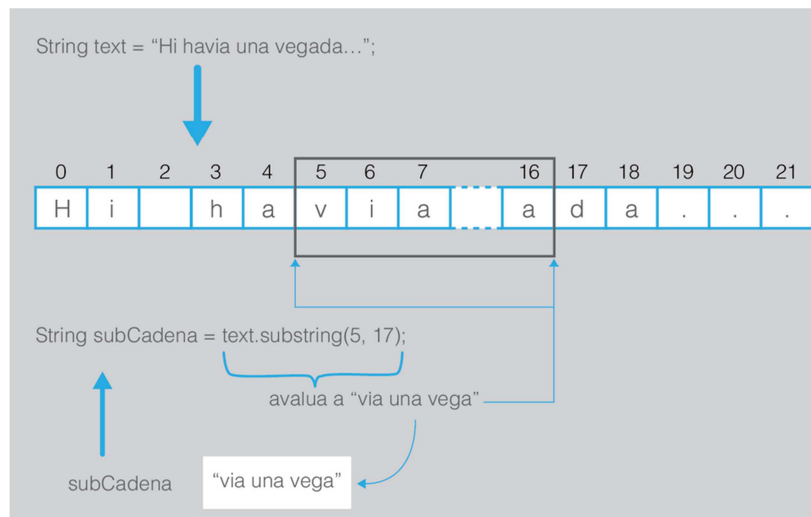 String text = “Hi havia una vegada…”;
0 1 2 3 4 5 6 7 16 17 18 19 20 21
H i h a v i a a d a . . .
String subCadena = text.substring(5, 17);
avalua a “via una vega”
subCadena “via una vega”